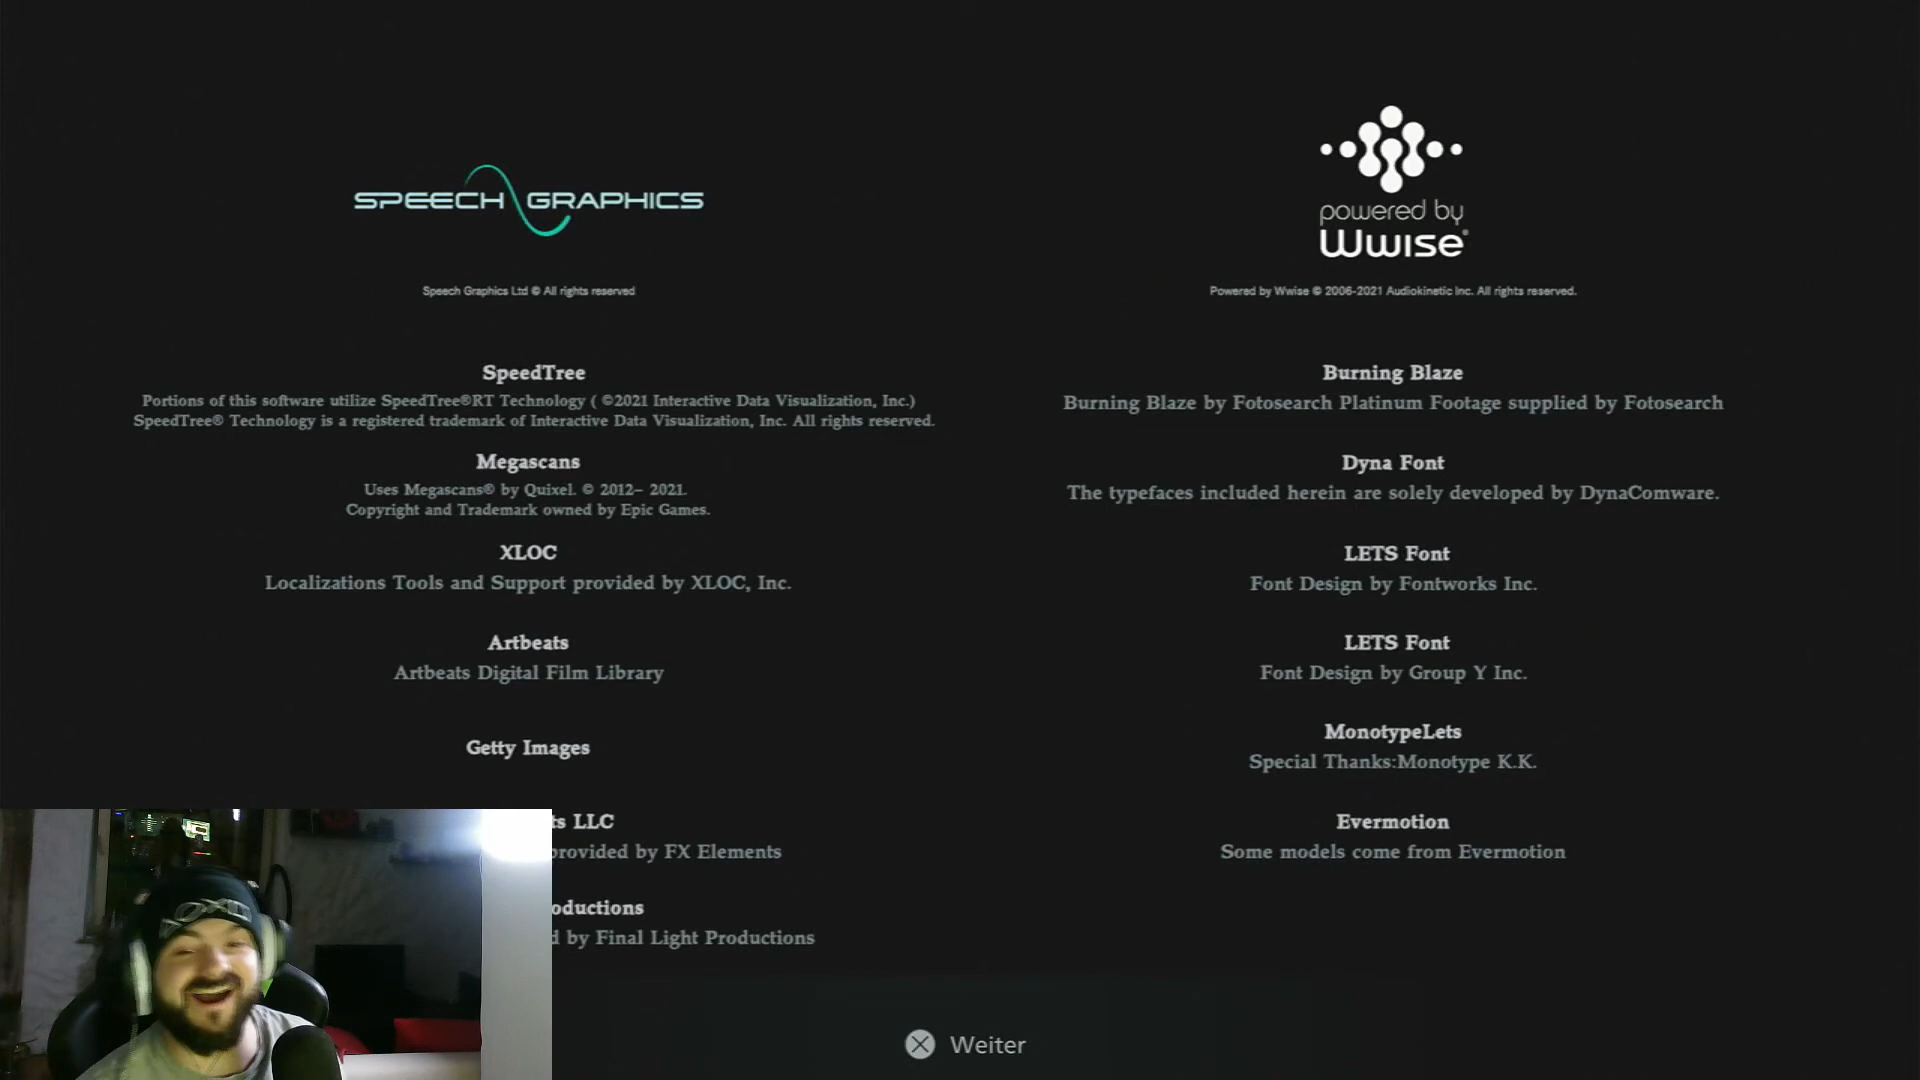 SPEECH GRAPHICS
Speech Graphics Ltd © All rights reserved
SpeedTree
Portions of this software utilize SpeedTree®RT Technology ( ©2021 Interactive Data Visualization, Inc.)
SpeedTree® Technology is a registered trademark of Interactive Data Visualization, Inc. All rights reserved.
Megascans
Uses Megascans® by Quixel. © 2012– 2021.
Copyright and Trademark owned by Epic Games.
XLOC
Localizations Tools and Support provided by XLOC, Inc.
Artbeats
Artbeats Digital Film Library
Getty Images
ts LLC
provided by FX Elements
oductions
d by Final Light Productions
powered by
Wwise®
Powered by Wwise © 2006-2021 Audiokinetic Inc. All rights reserved.
Burning Blaze
Burning Blaze by Fotosearch Platinum Footage supplied by Fotosearch
Dyna Font
The typefaces included herein are solely developed by DynaComware.
LETS Font
Font Design by Fontworks Inc.
LETS Font
Font Design by Group Y Inc.
MonotypeLets
Special Thanks:Monotype K.K.
Evermotion
Some models come from Evermotion
Weiter